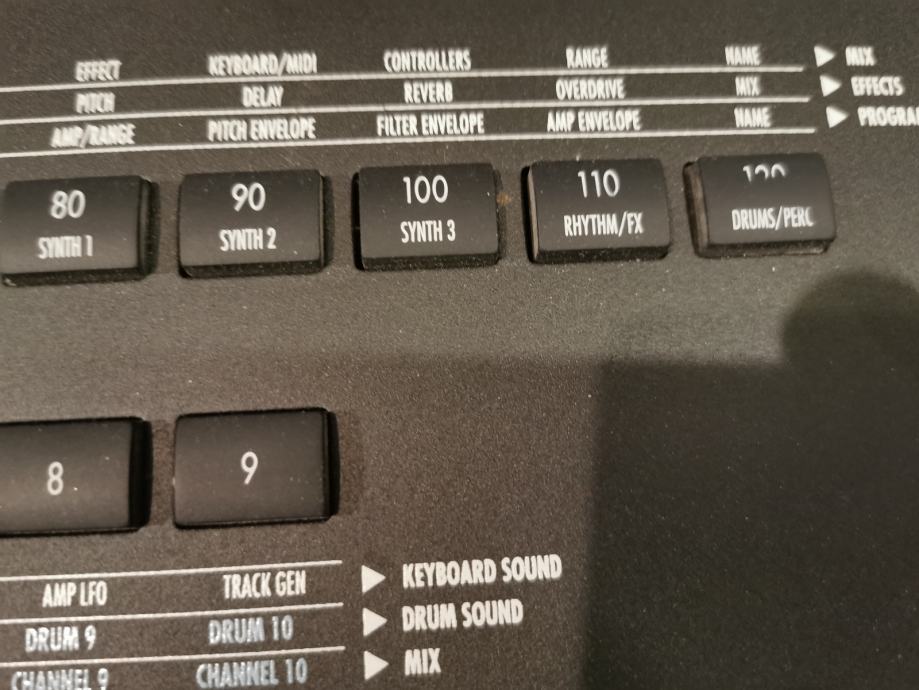 EFFECT KEYBOARD/MIDI CONTROLLERS RANGE NAME MIX
PITCH DELAY REVERB OVERDRIVE MIX EFFECTS
AMP/RANGE PITCH ENVELOPE FILTER ENVELOPE AMP ENVELOPE NAME PROGRAM
80 90 100 110
SYNTH 1 SYNTH 2 SYNTH 3 RHYTHM/FX DRUMS/PERC
8 9
AMP LFO TRACK GEN KEYBOARD SOUND
DRUM 9 DRUM 10 DRUM SOUND
CHANNEL 9 CHANNEL 10 MIX